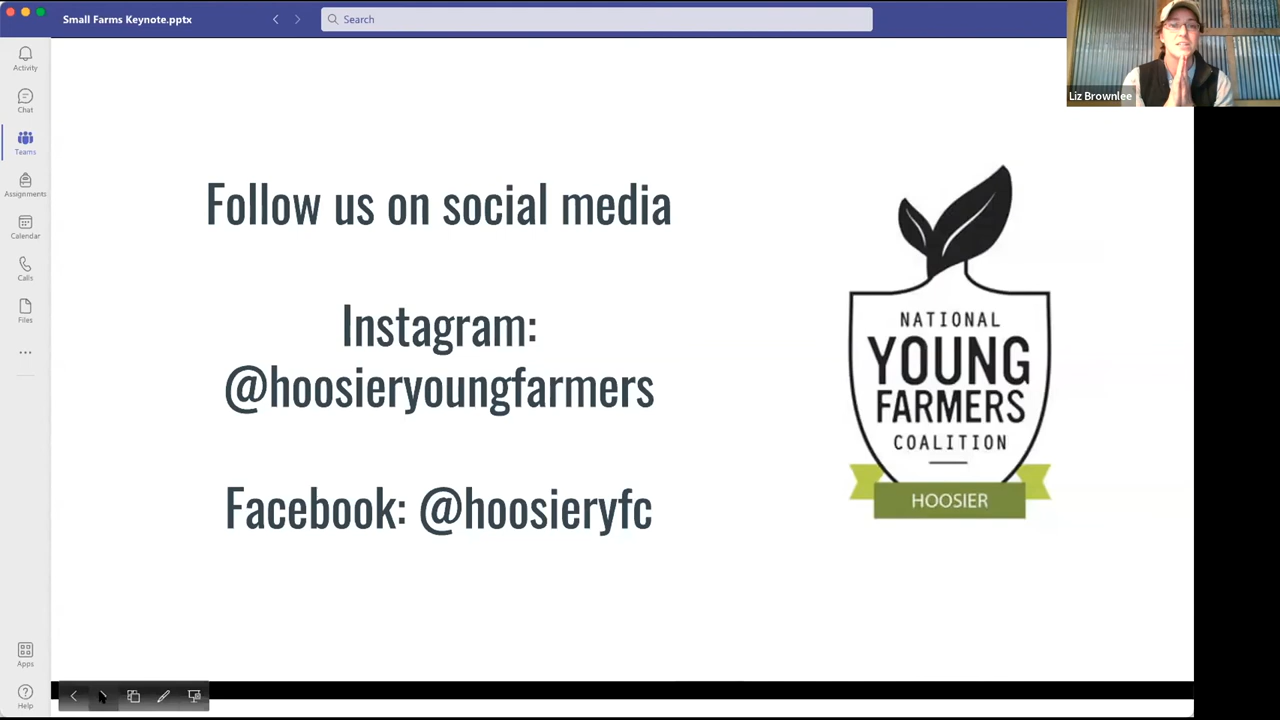 Small Farms Keynote.pptx
Search
Liz Brownlee
Activity
Chat
Teams
Assignments
Calendar
Calls
Files
Apps
Help
Follow us on social media
Instagram:
@hoosieryoungfarmers
Facebook: @hoosieryfc
NATIONAL
YOUNG
FARMERS
COALITION
HOOSIER